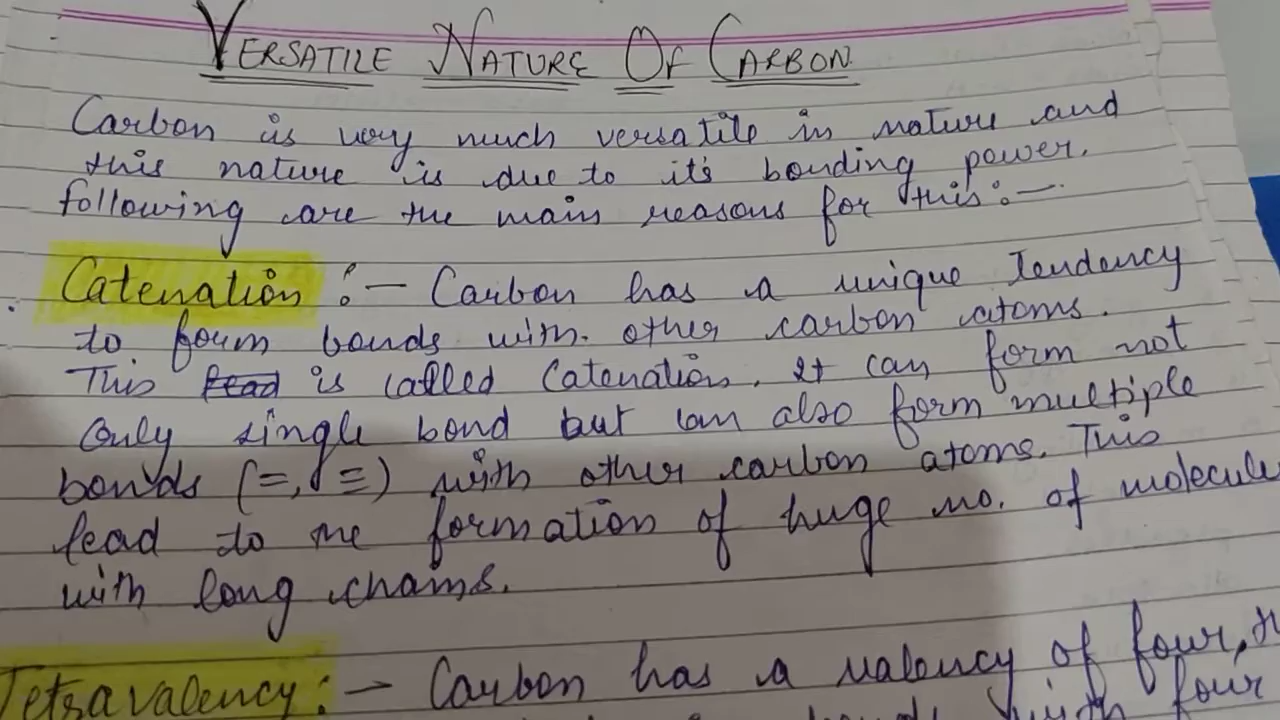 VERSATILE NATURE OF CARBON
Carbon is very much versatile in nature and
this nature is due to it's bonding power.
following are the main reasons for this:-
Catenation :- Carbon has a unique Tendency
to form bonds with other carbon atoms.
This lead is called Catenation. It can form not
only single bond but can also form multiple
bonds (=, ≡) with other carbon atoms. This
lead to the formation of huge no. of molecule
with long chains.
Tetravalency:- Carbon has a valency of four,
with four